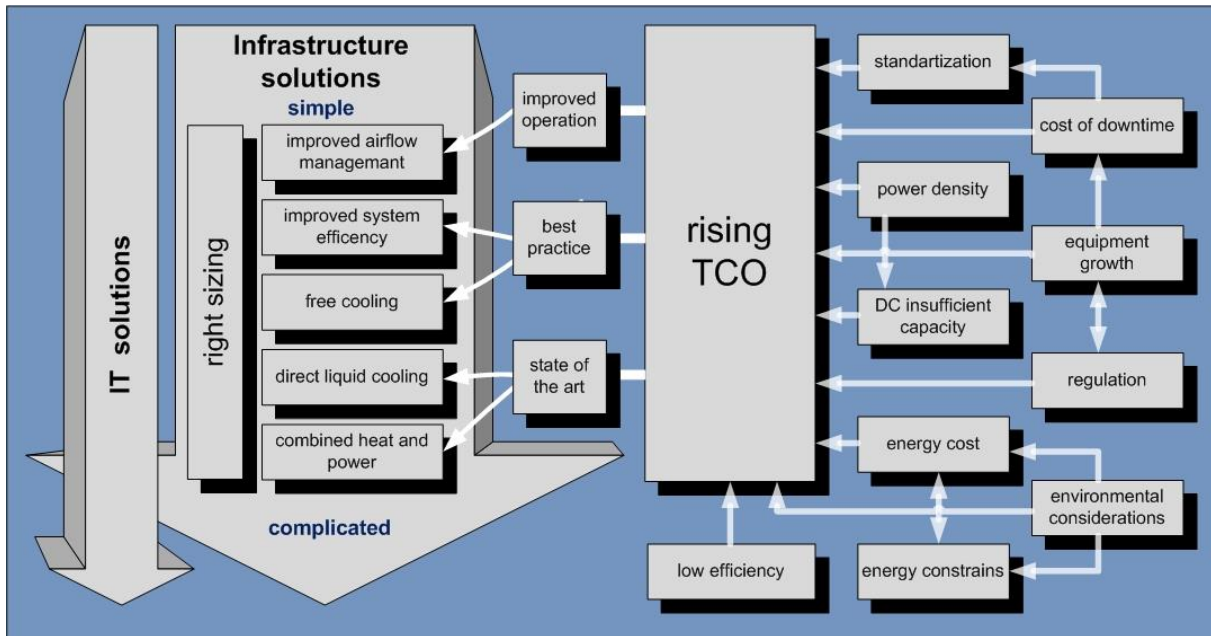 IT solutions
Infrastructure
solutions
simple
right sizing
improved airflow
managemant
improved system
efficency
free cooling
direct liquid cooling
combined heat and
power
complicated
improved
operation
best
practice
state of
the art
rising
TCO
standartization
cost of downtime
power density
equipment
growth
DC insufficient
capacity
regulation
energy cost
environmental
considerations
low efficiency
energy constrains